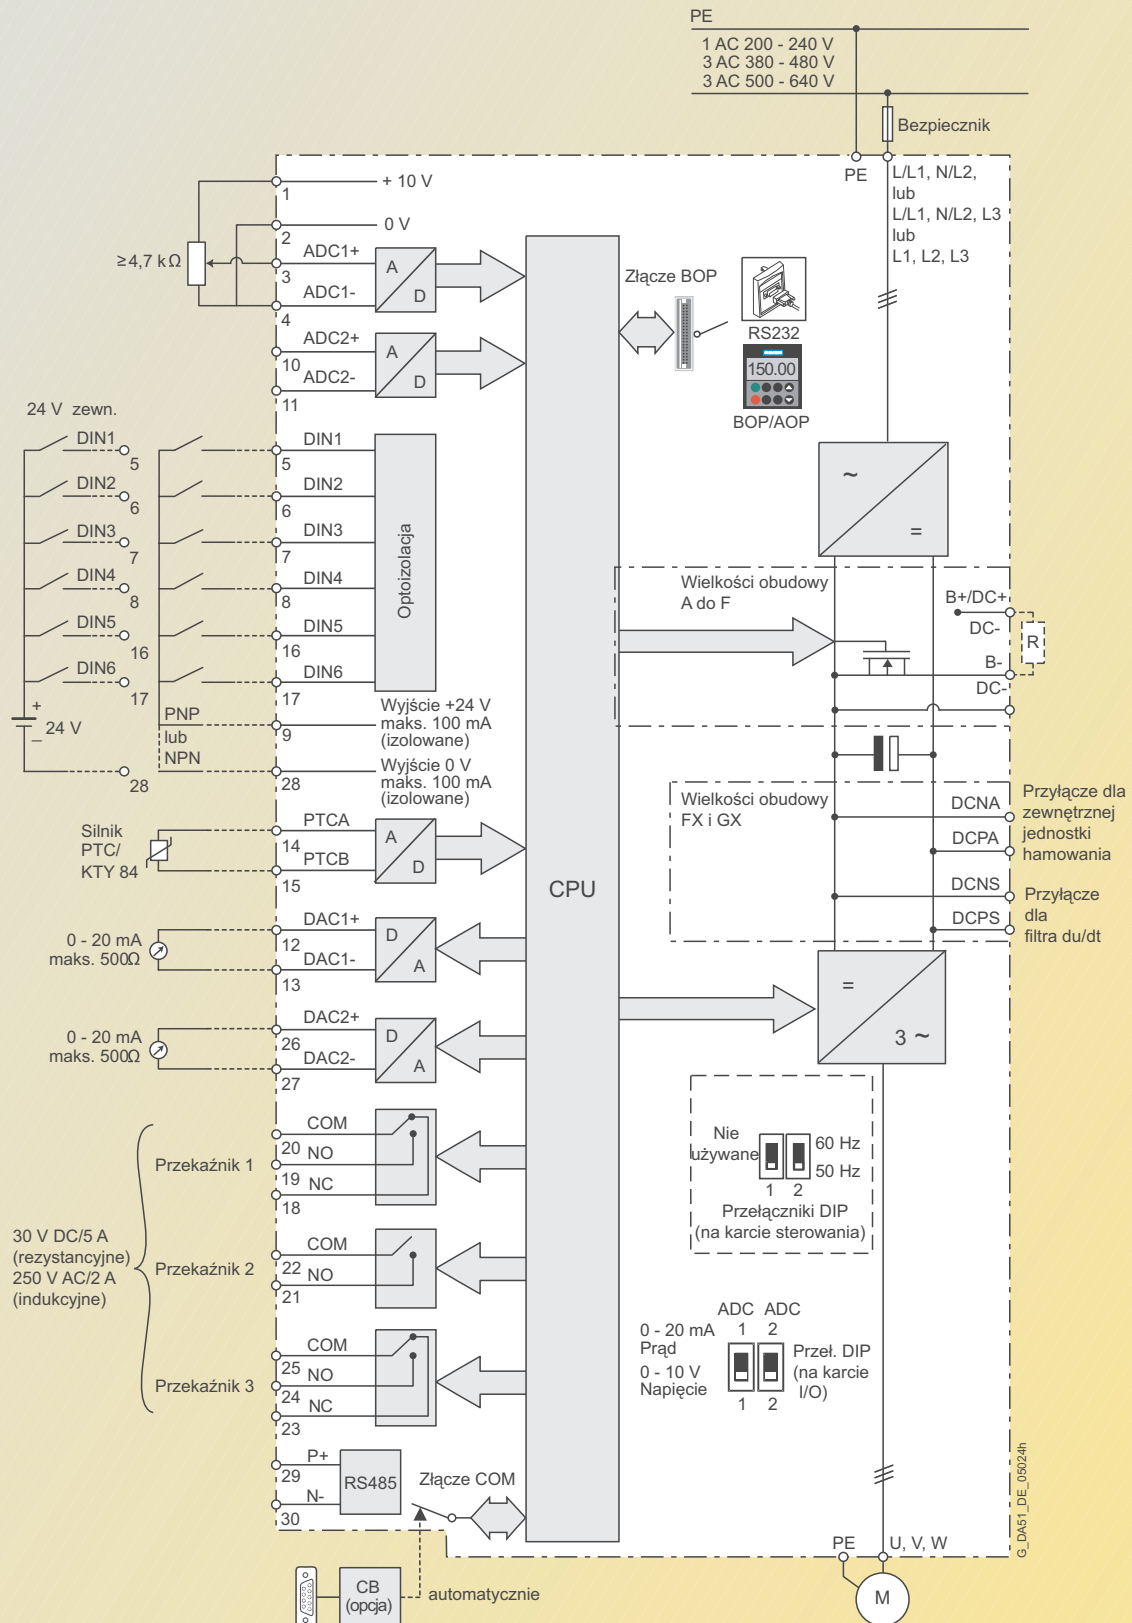 PE
1 AC 200 - 240 V
3 AC 380 - 480 V
3 AC 500 - 640 V
Bezpiecznik
PE
L/L1, N/L2,
lub
L/L1, N/L2, L3
lub
L1, L2, L3
1
+ 10 V
2
0 V
≥4,7 kΩ
ADC1+
3
ADC1-
4
A
D
ADC2+
10
ADC2-
11
A
D
Złącze BOP
RS232
150.00
BOP/AOP
24 V zewn.
DIN1
5
DIN2
6
DIN3
7
DIN4
8
DIN5
16
DIN6
17
+
24 V
–
28
DIN1
5
DIN2
6
DIN3
7
DIN4
8
DIN5
16
DIN6
17
Optoizolacja
PNP
lub
NPN
9
Wyjście +24 V
maks. 100 mA
(izolowane)
28
Wyjście 0 V
maks. 100 mA
(izolowane)
~
=
Wielkości obudowy
A do F
B+/DC+
DC-
R
B-
DC-
Wielkości obudowy
FX i GX
DCNA
DCPA
DCNS
DCPS
Przyłącze dla
zewnętrznej
jednostki
hamowania
Przyłącze
dla
filtra du/dt
Silnik
PTC/
KTY 84
PTCA
14
PTCB
15
A
D
CPU
0 - 20 mA
maks. 500Ω
DAC1+
12
DAC1-
13
D
A
0 - 20 mA
maks. 500Ω
DAC2+
26
DAC2-
27
D
A
=
3 ~
30 V DC/5 A
(rezystancyjne)
250 V AC/2 A
(indukcyjne)
Przekaźnik 1
COM
20
NO
19
NC
18
Przekaźnik 2
COM
22
NO
21
Przekaźnik 3
COM
25
NO
24
NC
23
Nie
używane
60 Hz
50 Hz
1 2
Przełączniki DIP
(na karcie sterowania)
ADC ADC
1 2
0 - 20 mA
Prąd
0 - 10 V
Napięcie
Przeł. DIP
(na karcie
I/O)
1 2
P+
29
N-
30
RS485
Złącze COM
CB
(opcja)
automatycznie
PE
U, V, W
M
G_DA51_DE_05024h